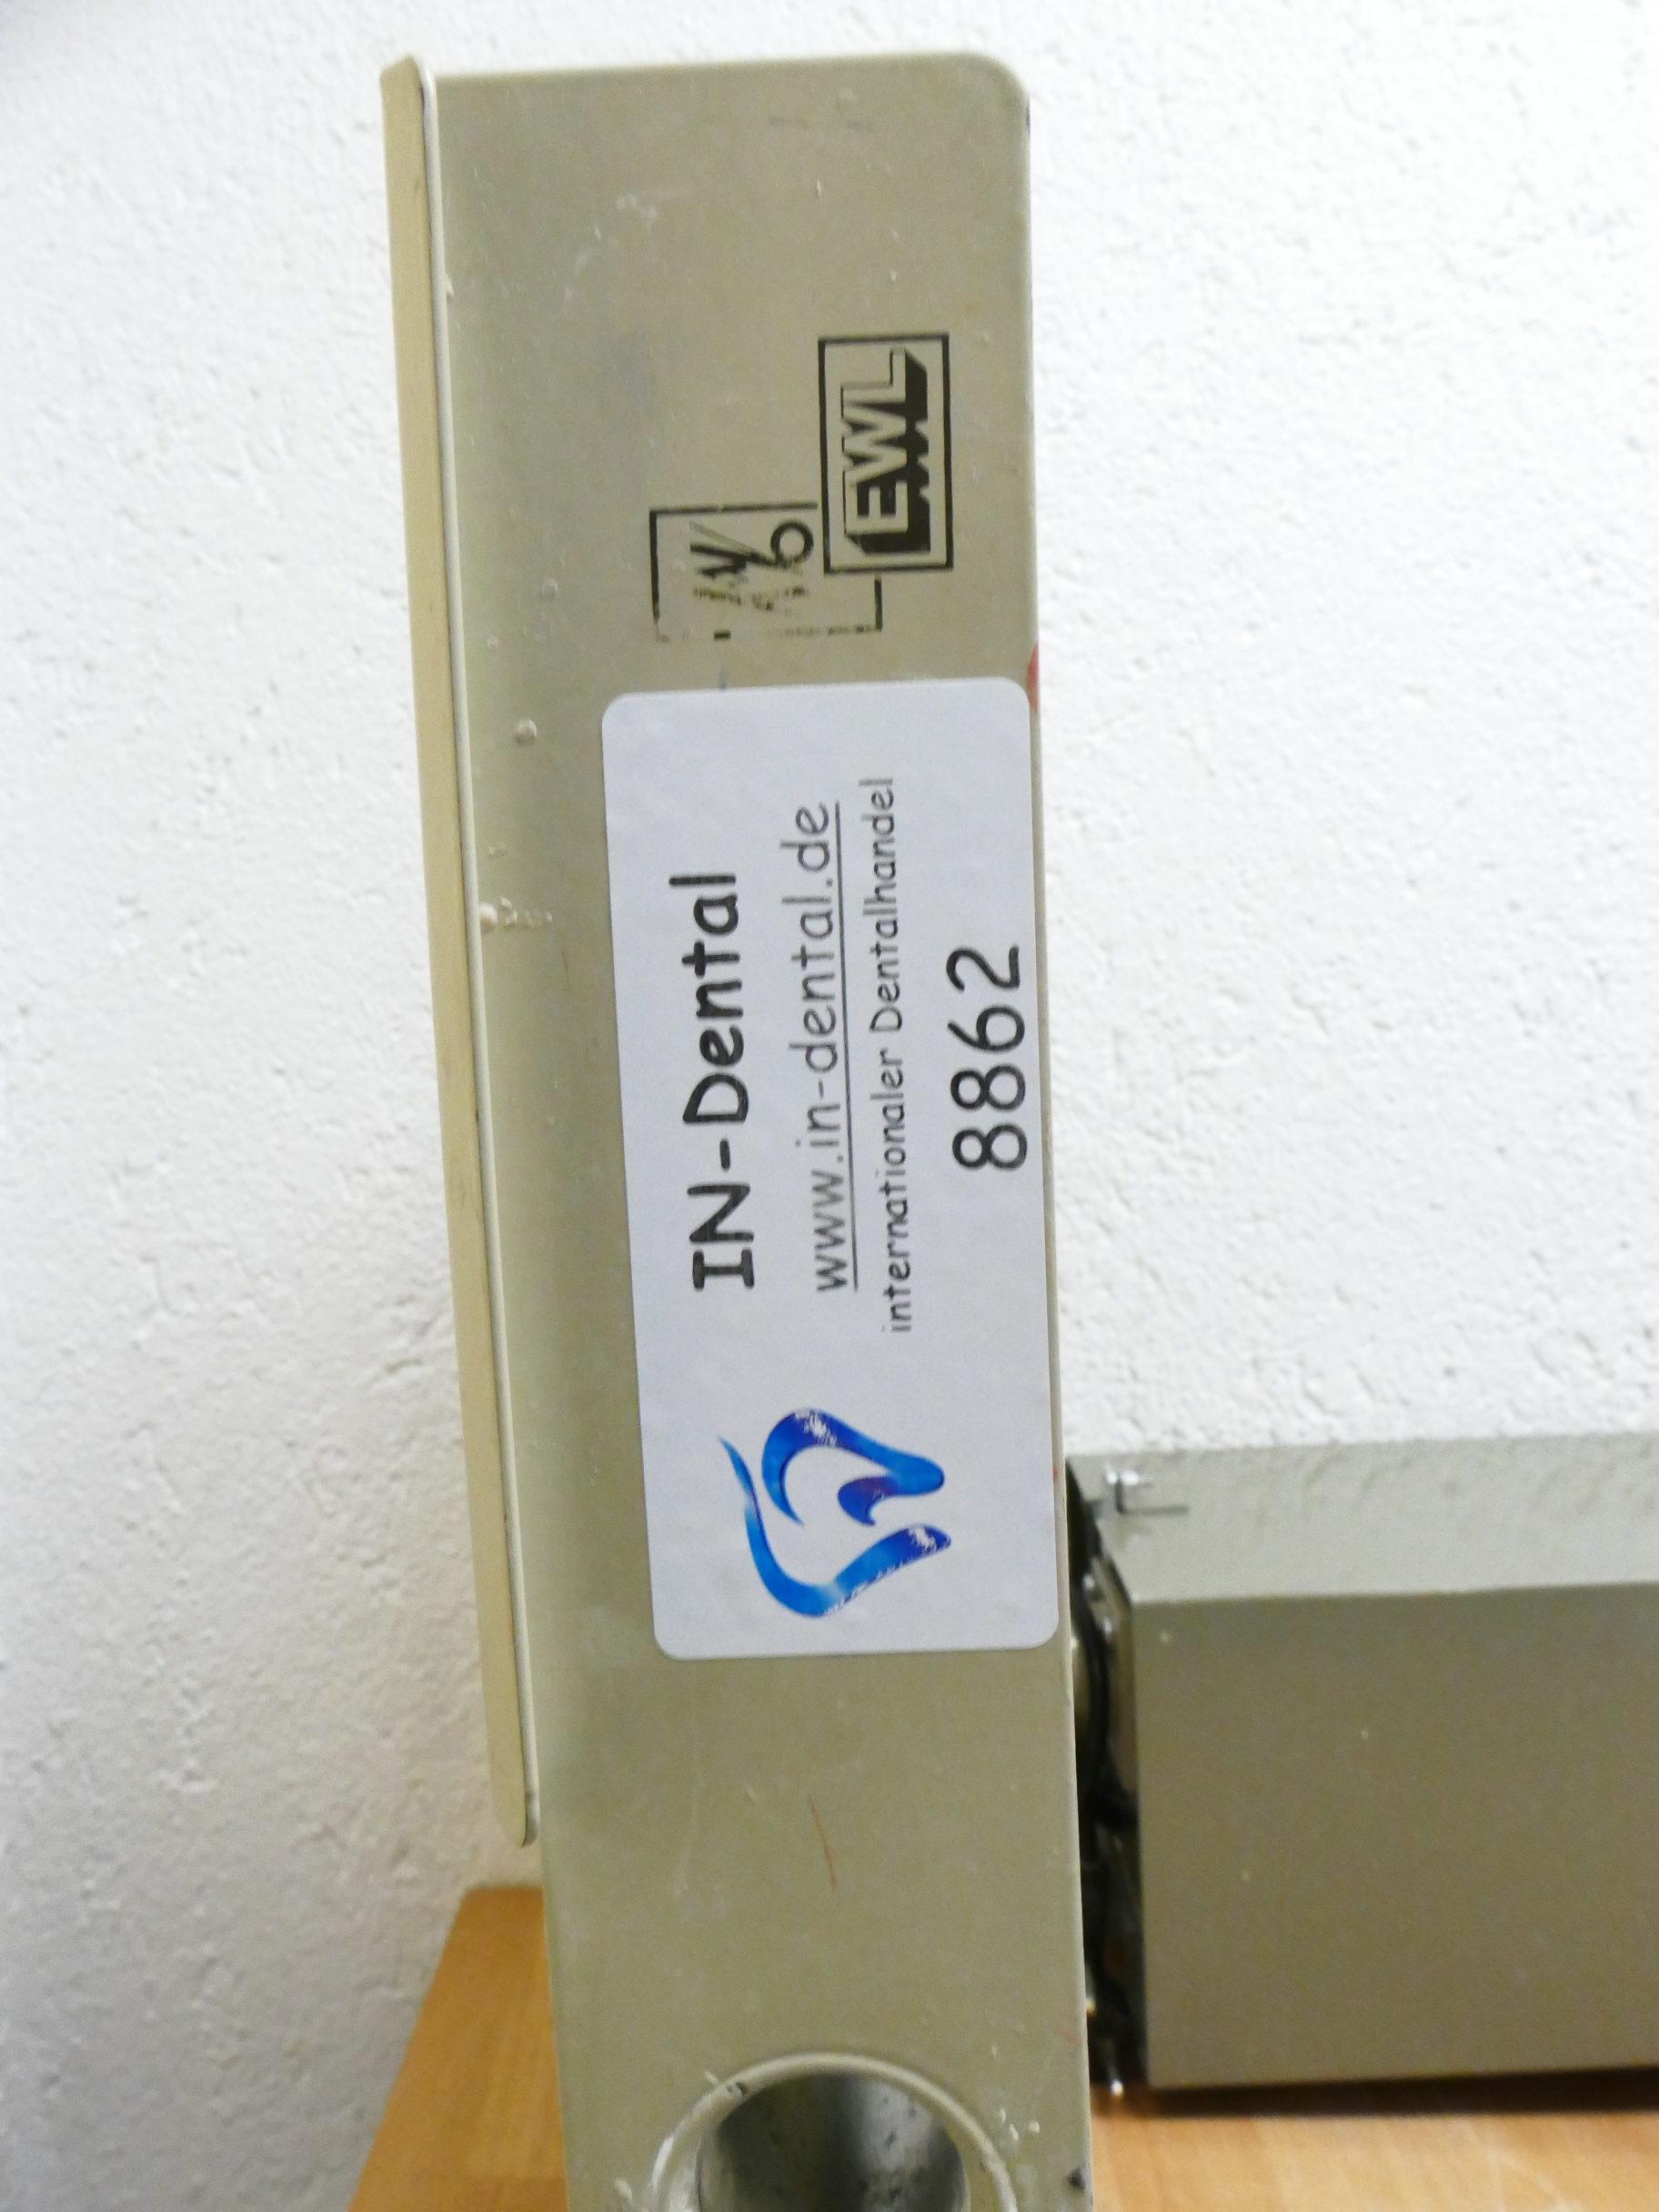 EWL
IN-Dental
www.in-dental.de
internationaler Dentalhandel
8862